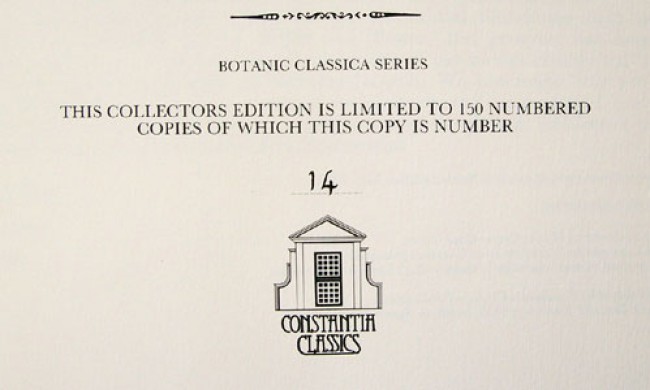 BOTANIC CLASSICA SERIES
THIS COLLECTORS EDITION IS LIMITED TO 150 NUMBERED
COPIES OF WHICH THIS COPY IS NUMBER
14
CONSTANTIA
CLASSICS